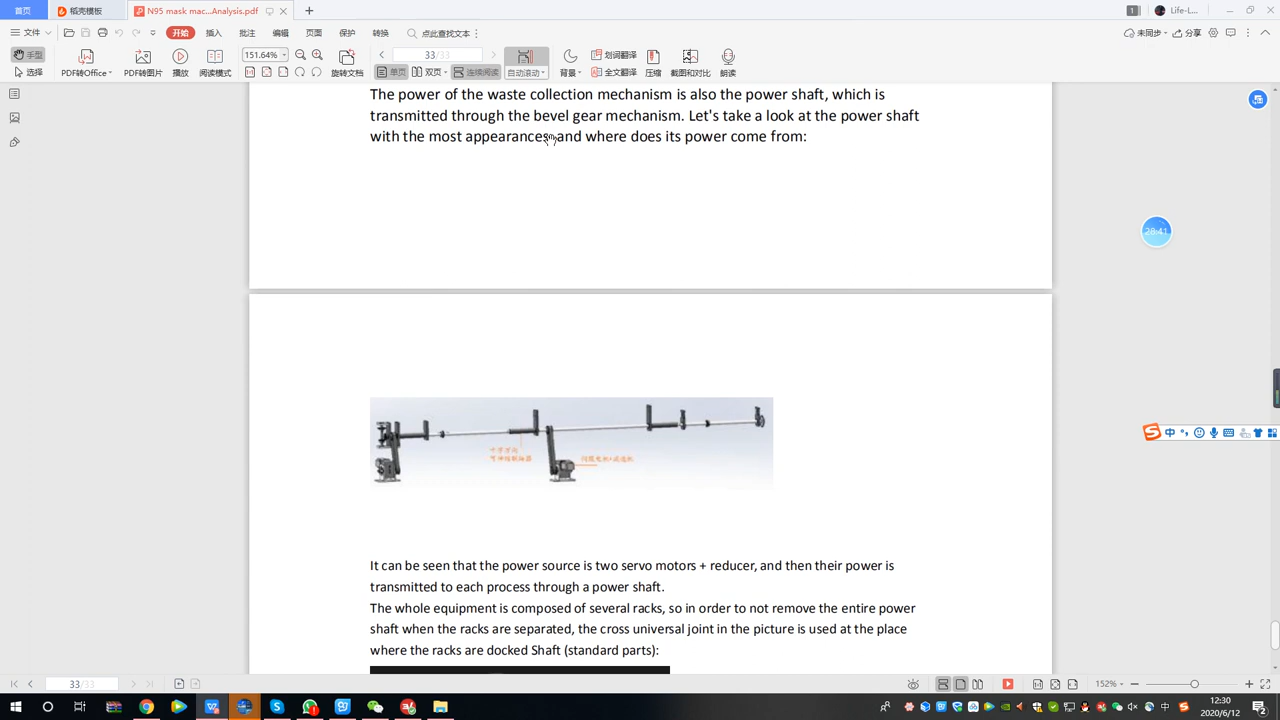 首页
稻壳模板
N95 mask mac...Analysis.pdf
1
Life-L...
文件
开始
插入
批注
编辑
页面
保护
转换
点此查找文本
未同步
分享
手型
选择
PDF转Office
PDF转图片
播放
阅读模式
151.64%
旋转文档
33/33
单页
双页
连续阅读
自动滚动
背景
划词翻译
全文翻译
压缩
截图和对比
朗读
The power of the waste collection mechanism is also the power shaft, which is
transmitted through the bevel gear mechanism. Let's take a look at the power shaft
with the most appearances and where does its power come from:
28:41
中
It can be seen that the power source is two servo motors + reducer, and then their power is
transmitted to each process through a power shaft.
The whole equipment is composed of several racks, so in order to not remove the entire power
shaft when the racks are separated, the cross universal joint in the picture is used at the place
where the racks are docked Shaft (standard parts):
33/33
152%
12:30
2020/6/12